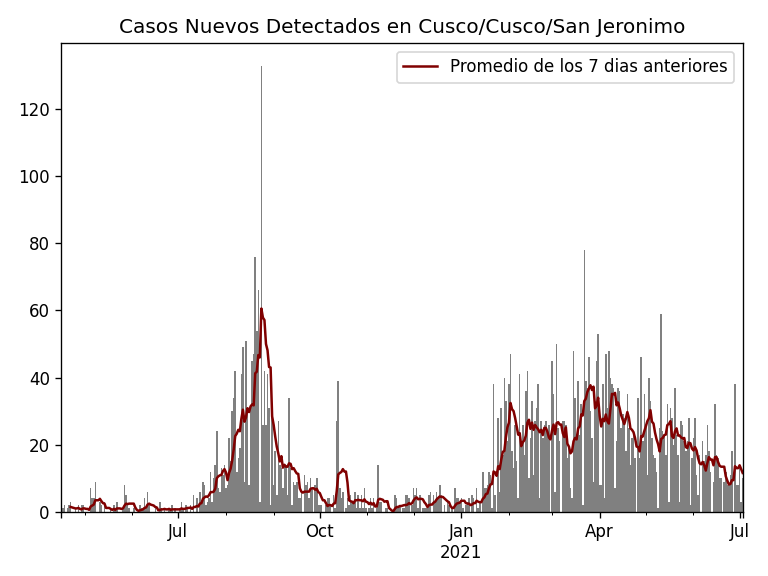 Casos Nuevos Detectados en Cusco/Cusco/San Jeronimo
Promedio de los 7 dias anteriores
120
100
80
60
40
20
0
Jul
Oct
Jan
2021
Apr
Jul